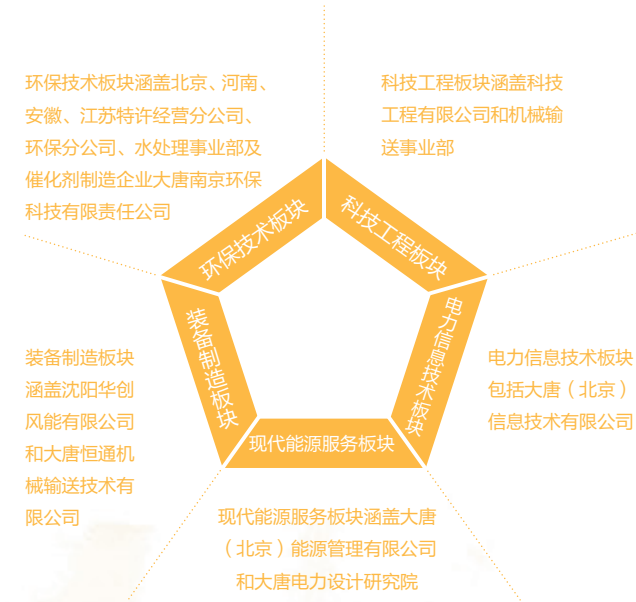 环保技术板块涵盖北京、河南、
安徽、江苏特许经营分公司、
环保分公司、水处理事业部及
催化剂制造企业大唐南京环保
科技有限责任公司
科技工程板块涵盖科技
工程有限公司和机械输
送事业部
环保技术板块
科技工程板块
装备制造板块
电力信息技术板块
现代能源服务板块
装备制造板块
涵盖沈阳华创
风能有限公司
和大唐恒通机
械输送技术有
限公司
电力信息技术板块
包括大唐（北京）
信息技术有限公司
现代能源服务板块涵盖大唐
（北京）能源管理有限公司
和大唐电力设计研究院